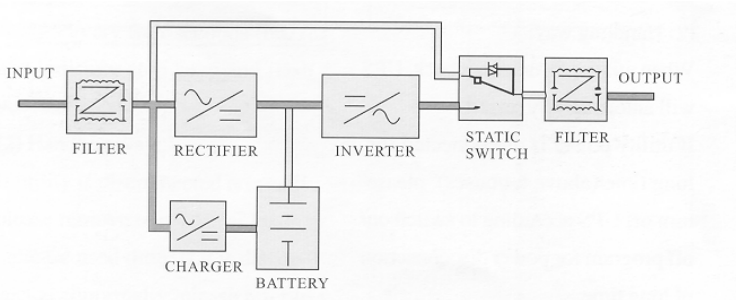 INPUT
OUTPUT
FILTER
RECTIFIER
INVERTER
STATIC
SWITCH
FILTER
CHARGER
BATTERY